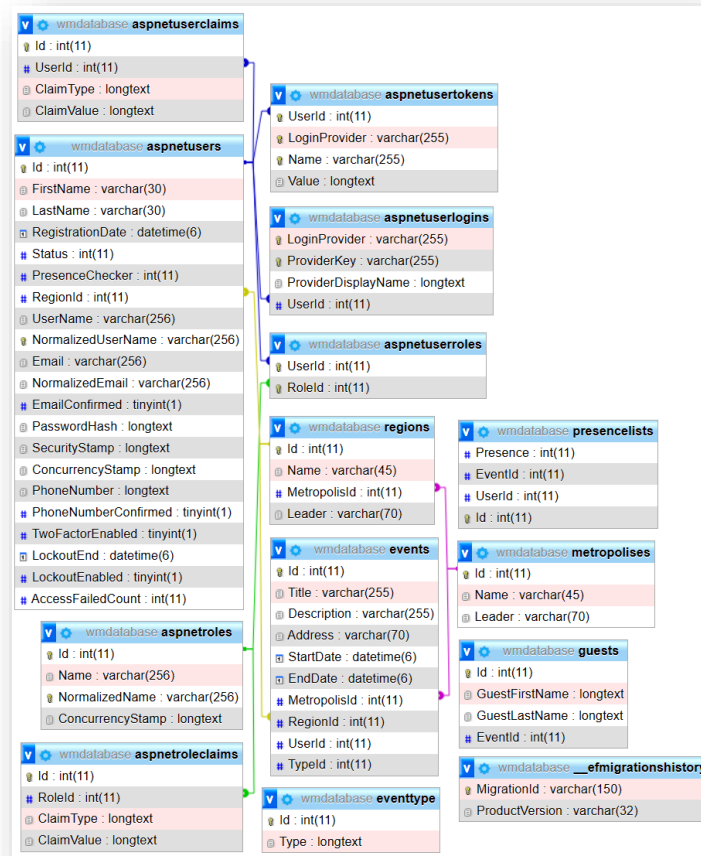 wmdatabase aspnetuserclaims
Id : int(11)
UserId : int(11)
ClaimType : longtext
ClaimValue : longtext
wmdatabase aspnetusers
Id : int(11)
FirstName : varchar(30)
LastName : varchar(30)
RegistrationDate : datetime(6)
Status : int(11)
PresenceChecker : int(11)
RegionId : int(11)
UserName : varchar(256)
NormalizedUserName : varchar(256)
Email : varchar(256)
NormalizedEmail : varchar(256)
EmailConfirmed : tinyint(1)
PasswordHash : longtext
SecurityStamp : longtext
ConcurrencyStamp : longtext
PhoneNumber : longtext
PhoneNumberConfirmed : tinyint(1)
TwoFactorEnabled : tinyint(1)
LockoutEnd : datetime(6)
LockoutEnabled : tinyint(1)
AccessFailedCount : int(11)
wmdatabase aspnetroles
Id : int(11)
Name : varchar(256)
NormalizedName : varchar(256)
ConcurrencyStamp : longtext
wmdatabase aspnetroleclaims
Id : int(11)
RoleId : int(11)
ClaimType : longtext
ClaimValue : longtext
wmdatabase aspnetusertokens
UserId : int(11)
LoginProvider : varchar(255)
Name : varchar(255)
Value : longtext
wmdatabase aspnetuserlogins
LoginProvider : varchar(255)
ProviderKey : varchar(255)
ProviderDisplayName : longtext
UserId : int(11)
wmdatabase aspnetuserroles
UserId : int(11)
RoleId : int(11)
wmdatabase regions
Id : int(11)
Name : varchar(45)
MetropolisId : int(11)
Leader : varchar(70)
wmdatabase events
Id : int(11)
Title : varchar(255)
Description : varchar(255)
Address : varchar(70)
StartDate : datetime(6)
EndDate : datetime(6)
MetropolisId : int(11)
RegionId : int(11)
UserId : int(11)
TypeId : int(11)
wmdatabase eventtype
Id : int(11)
Type : longtext
wmdatabase presencelists
Presence : int(11)
EventId : int(11)
UserId : int(11)
Id : int(11)
wmdatabase metropolises
Id : int(11)
Name : varchar(45)
Leader : varchar(70)
wmdatabase guests
Id : int(11)
GuestFirstName : longtext
GuestLastName : longtext
EventId : int(11)
wmdatabase __efmigrationshistory
MigrationId : varchar(150)
ProductVersion : varchar(32)